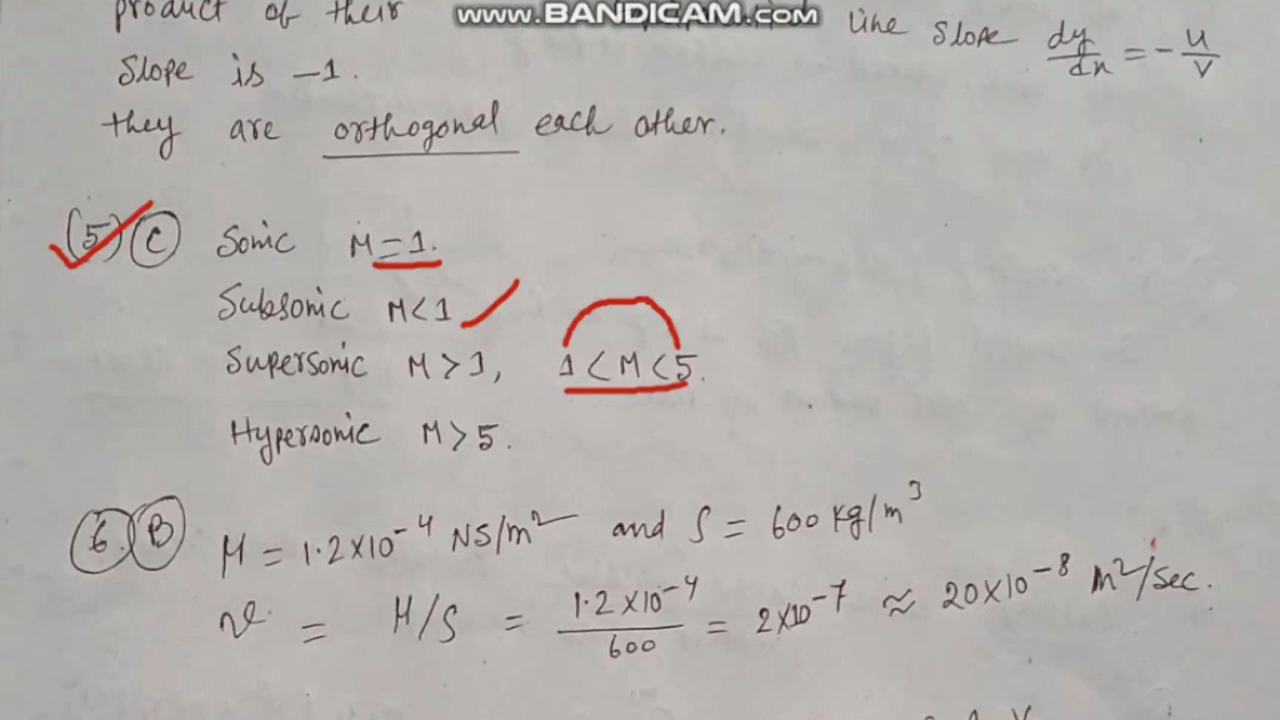 product of their
www.BANDICAM.com
line slope dy/dx = -u/v
Slope is -1.
they are orthogonal each other.
(5) C Sonic M = 1.
Subsonic M < 1
Supersonic M > 1, 1 < M < 5.
Hypersonic M > 5.
6. B μ = 1.2×10⁻⁴ NS/m² and ρ = 600 kg/m³
ν = μ/ρ = 1.2×10⁻⁴/600 = 2×10⁻⁷ ≈ 20×10⁻⁸ m²/sec.